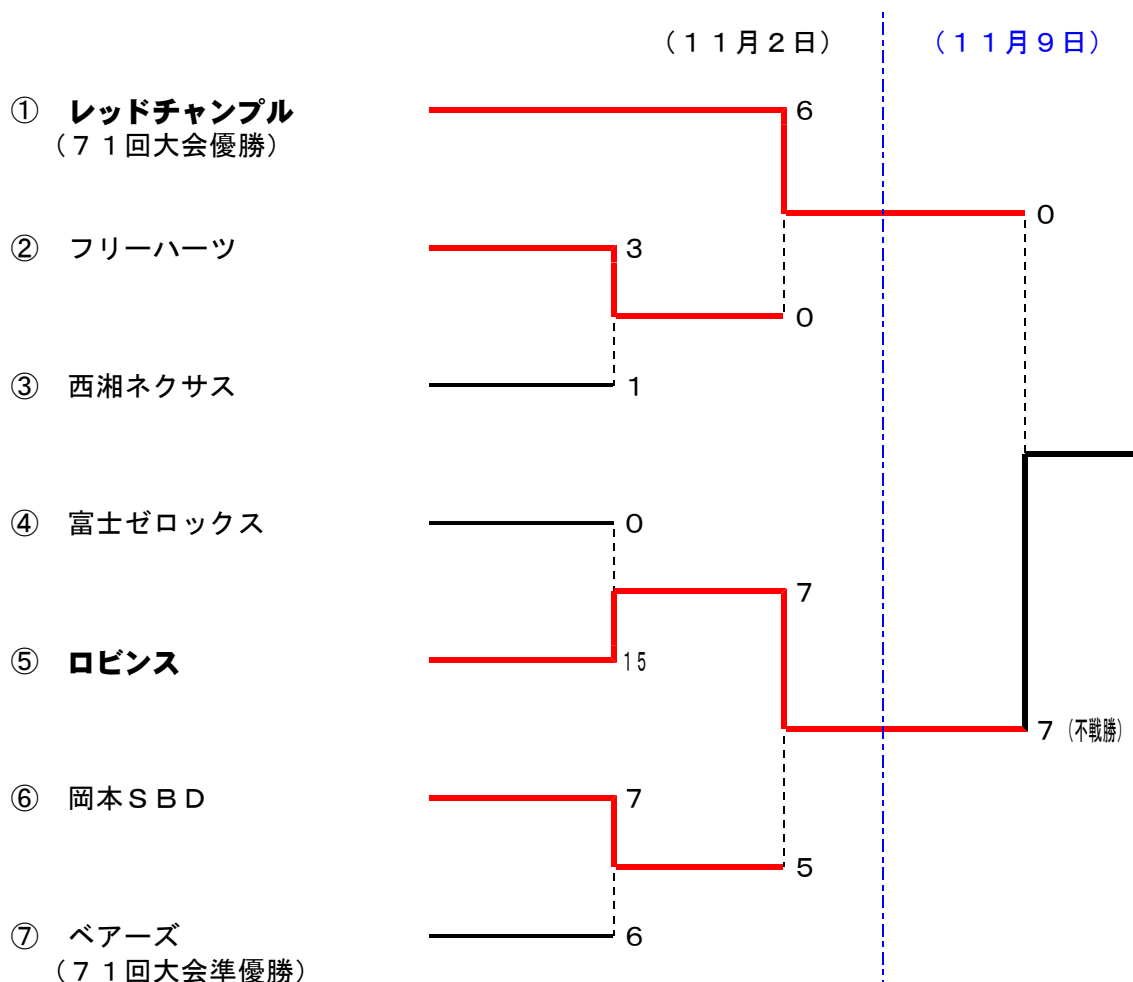 （１１月２日）
（１１月９日）
① レッドチャンプル
（７１回大会優勝）
6
0
② フリーハーツ
3
0
③ 西湘ネクサス
1
④ 富士ゼロックス
0
7
⑤ ロビンス
15
7（不戦勝）
⑥ 岡本ＳＢＤ
7
5
⑦ ベアーズ
6
（７１回大会準優勝）